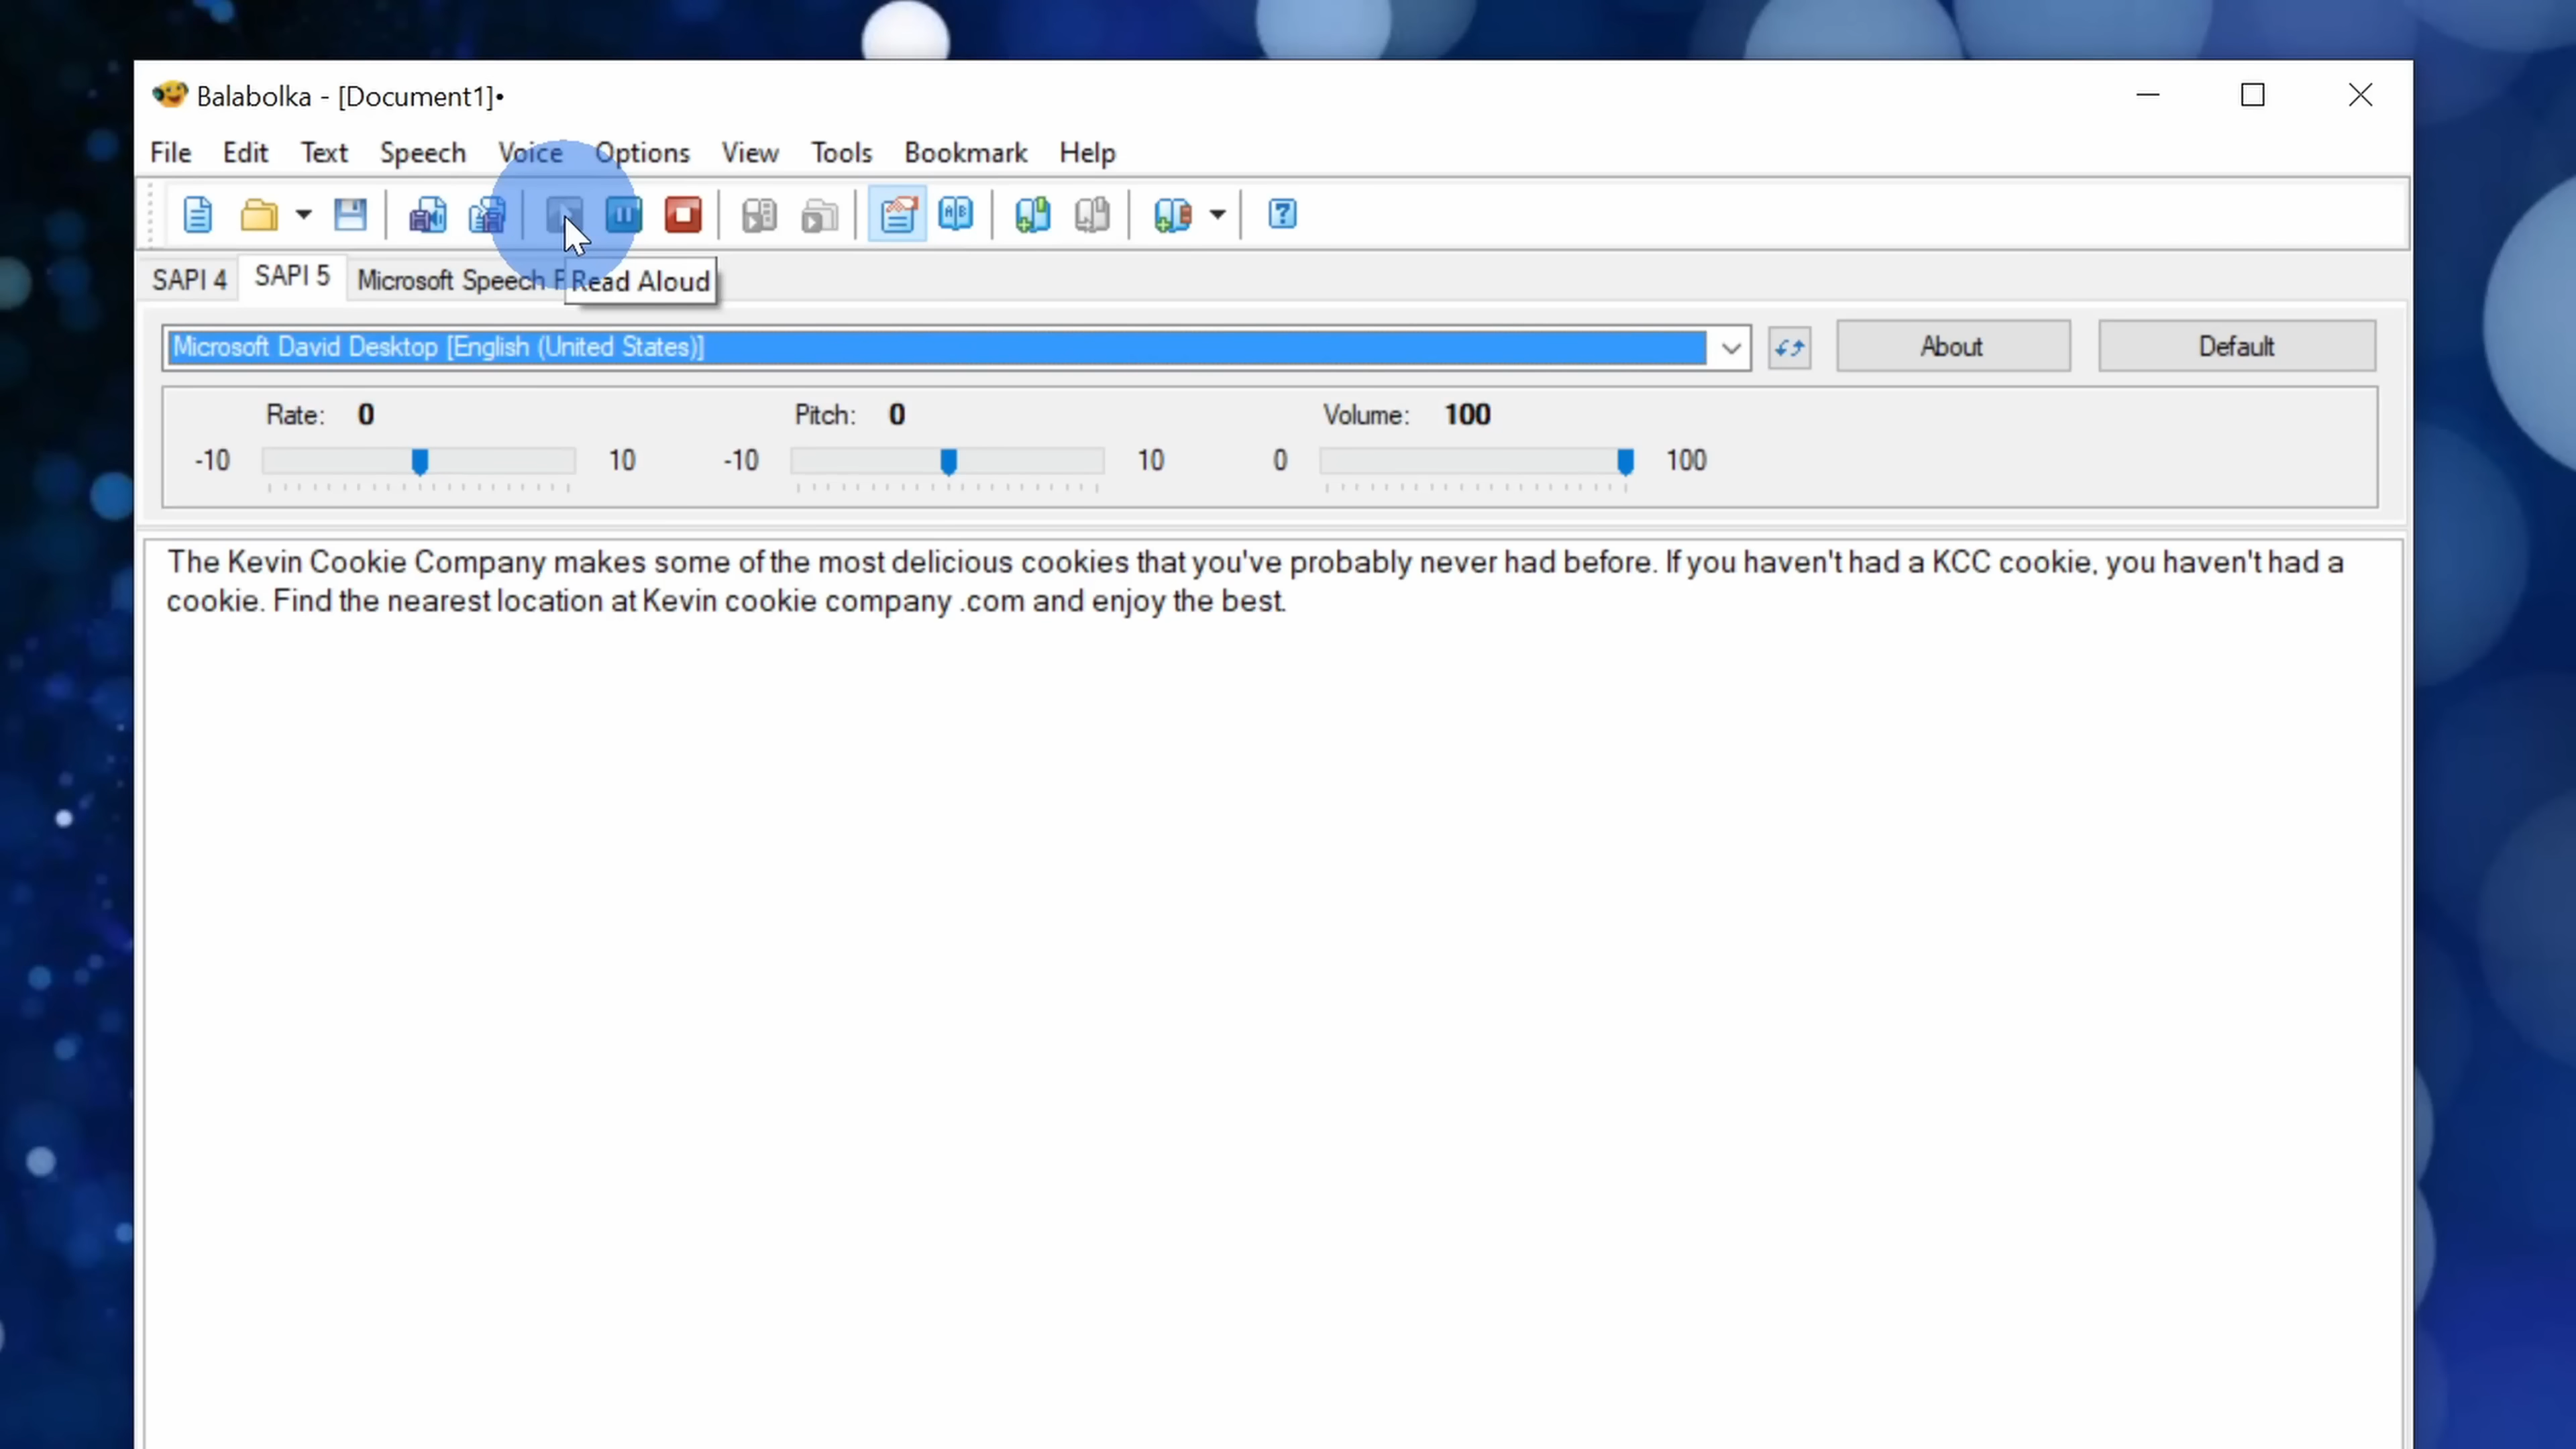 Balabolka - [Document1]•
File Edit Text Speech Voice Options View Tools Bookmark Help
SAPI 4 SAPI 5 Microsoft Speech
Read Aloud
Microsoft David Desktop [English (United States)]
About Default
Rate: 0 Pitch: 0 Volume: 100
-10 10 -10 10 0 100
The Kevin Cookie Company makes some of the most delicious cookies that you've probably never had before. If you haven't had a KCC cookie, you haven't had a
cookie. Find the nearest location at Kevin cookie company .com and enjoy the best.